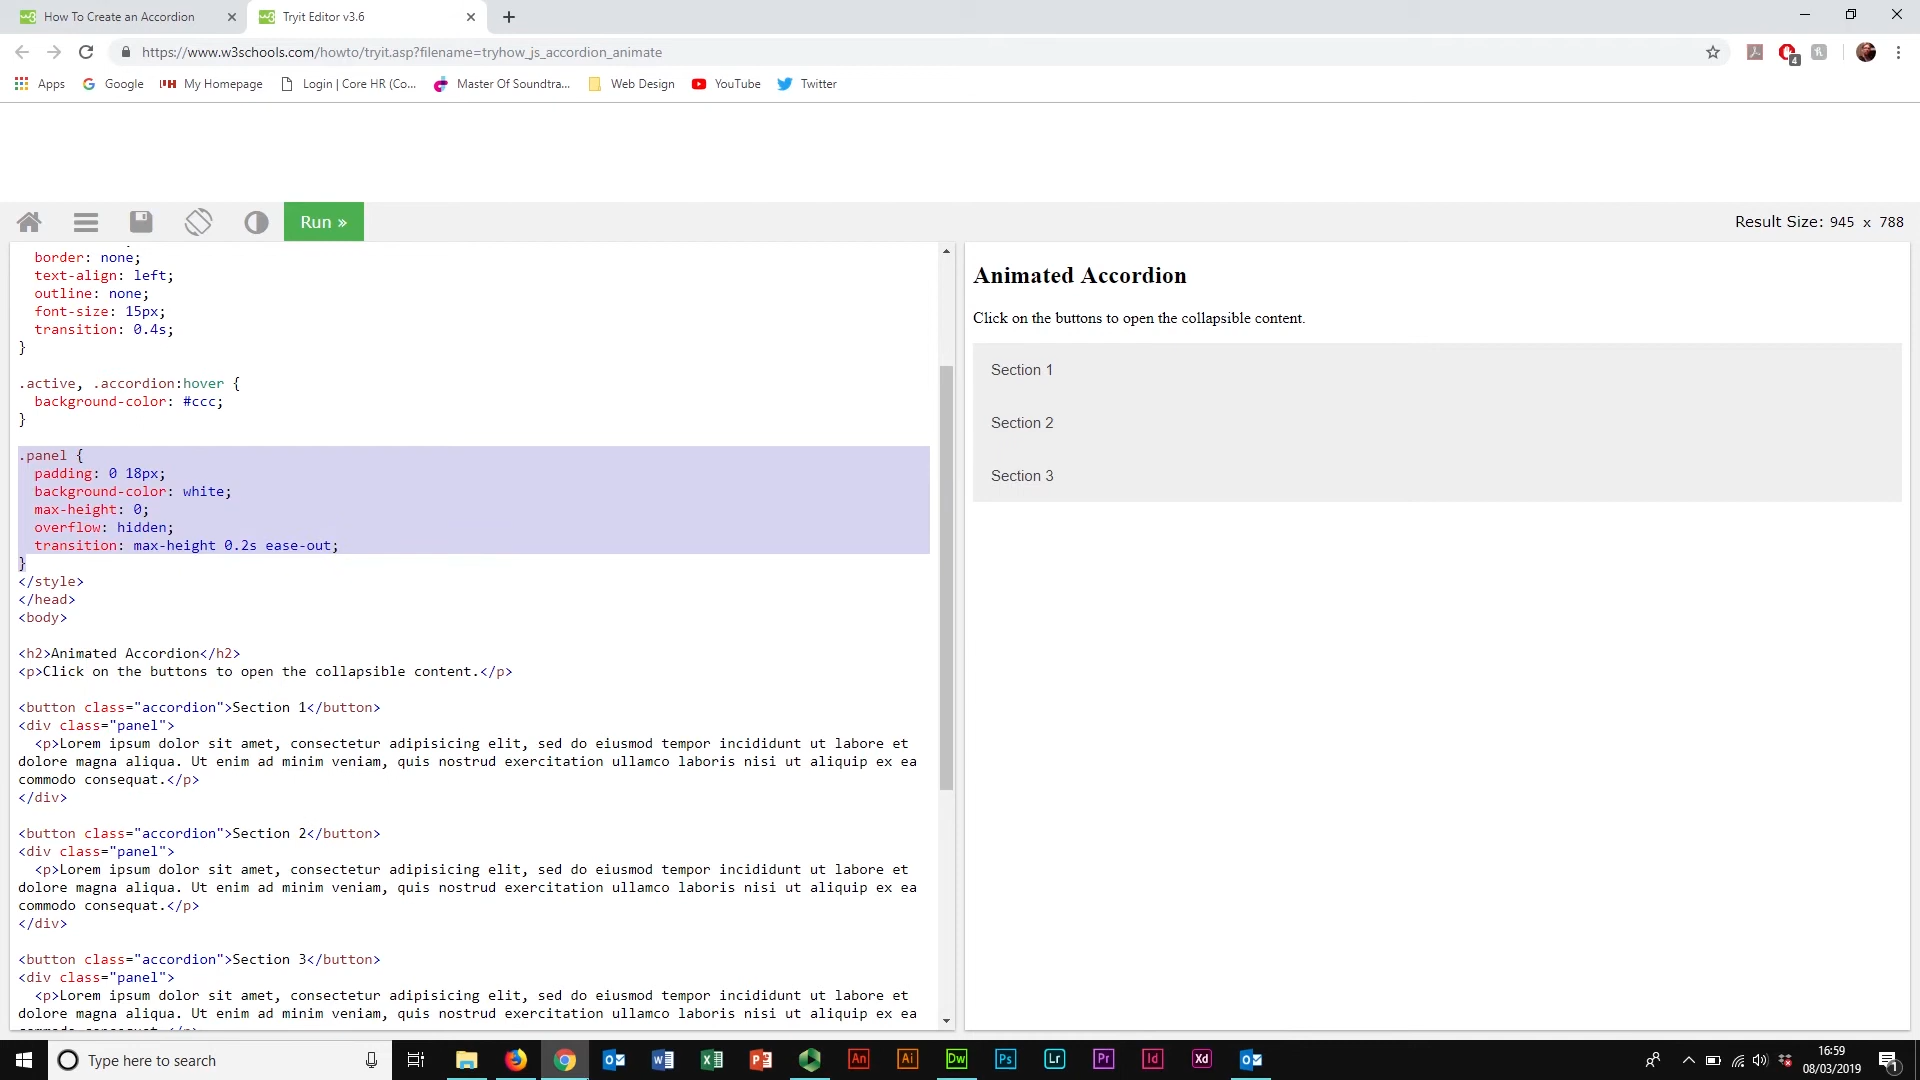 How To Create an Accordion
Tryit Editor v3.6
https://www.w3schools.com/howto/tryit.asp?filename=tryhow_js_accordion_animate
4
Apps Google My Homepage Login | Core HR (Co... Master Of Soundtra... Web Design YouTube Twitter
Run »
Result Size: 945 x 788
border: none;
text-align: left;
outline: none;
font-size: 15px;
transition: 0.4s;
}
.active, .accordion:hover {
background-color: #ccc;
}
.panel {
padding: 0 18px;
background-color: white;
max-height: 0;
overflow: hidden;
transition: max-height 0.2s ease-out;
}
</style>
</head>
<body>
<h2>Animated Accordion</h2>
<p>Click on the buttons to open the collapsible content.</p>
<button class="accordion">Section 1</button>
<div class="panel">
<p>Lorem ipsum dolor sit amet, consectetur adipisicing elit, sed do eiusmod tempor incididunt ut labore et
dolore magna aliqua. Ut enim ad minim veniam, quis nostrud exercitation ullamco laboris nisi ut aliquip ex ea
commodo consequat.</p>
</div>
<button class="accordion">Section 2</button>
<div class="panel">
<p>Lorem ipsum dolor sit amet, consectetur adipisicing elit, sed do eiusmod tempor incididunt ut labore et
dolore magna aliqua. Ut enim ad minim veniam, quis nostrud exercitation ullamco laboris nisi ut aliquip ex ea
commodo consequat.</p>
</div>
<button class="accordion">Section 3</button>
<div class="panel">
<p>Lorem ipsum dolor sit amet, consectetur adipisicing elit, sed do eiusmod tempor incididunt ut labore et
dolore magna aliqua. Ut enim ad minim veniam, quis nostrud exercitation ullamco laboris nisi ut aliquip ex ea
Animated Accordion
Click on the buttons to open the collapsible content.
Section 1
Section 2
Section 3
Type here to search
An Ai Dw Ps Lr Pr Id Xd
16:59
08/03/2019
1